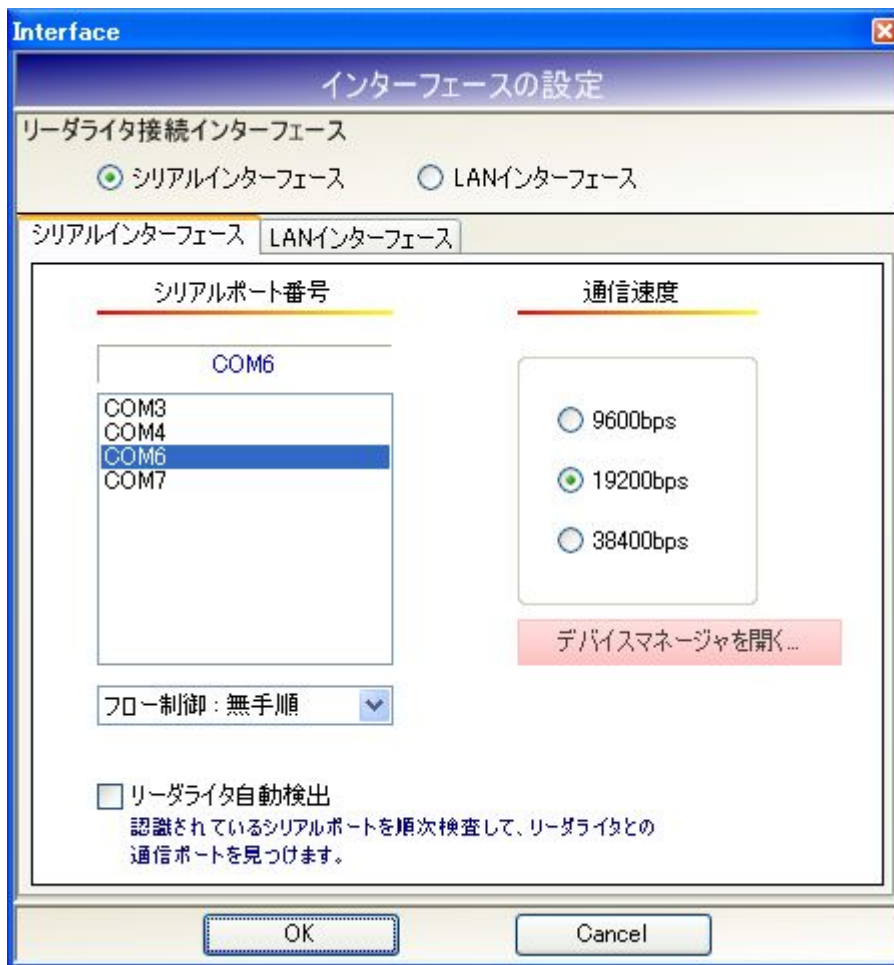 Interface
インターフェースの設定
リーダライタ接続インターフェース
シリアルインターフェース LANインターフェース
シリアルインターフェース LANインターフェース
シリアルポート番号
COM6
COM3
COM4
COM6
COM7
フロー制御：無手順
通信速度
9600bps
19200bps
38400bps
デバイスマネージャを開く...
リーダライタ自動検出
認識されているシリアルポートを順次検査して、リーダライタとの
通信ポートを見つけます。
OK Cancel